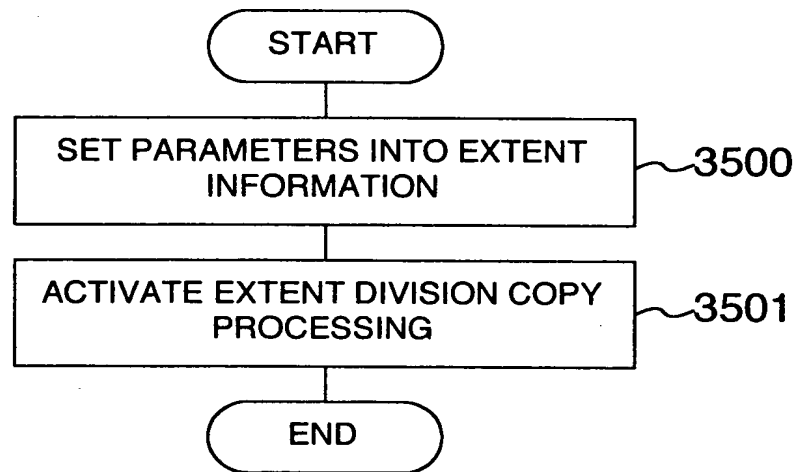 START
SET PARAMETERS INTO EXTENT
INFORMATION
3500
ACTIVATE EXTENT DIVISION COPY
PROCESSING
3501
END